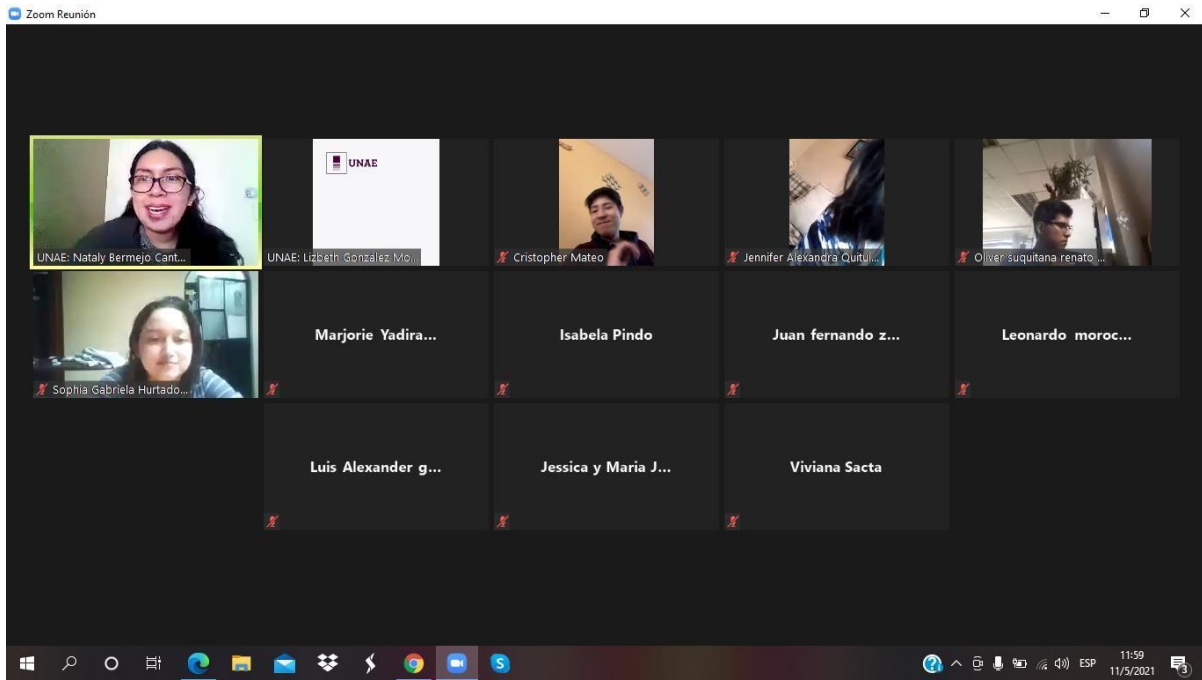 Zoom Reunión
UNAE
UNAE: Nataly Bermejo Cant...
UNAE: Lizbeth González Mo...
Cristopher Mateo
Jennifer Alexandra Quitui...
Oliver suquitana renato ...
Sophia Gabriela Hurtado...
Marjorie Yadira...
Isabela Pindo
Juan fernando z...
Leonardo moroc...
Luis Alexander g...
Jessica y Maria J...
Viviana Sacta
ESP
11:59
11/5/2021
3